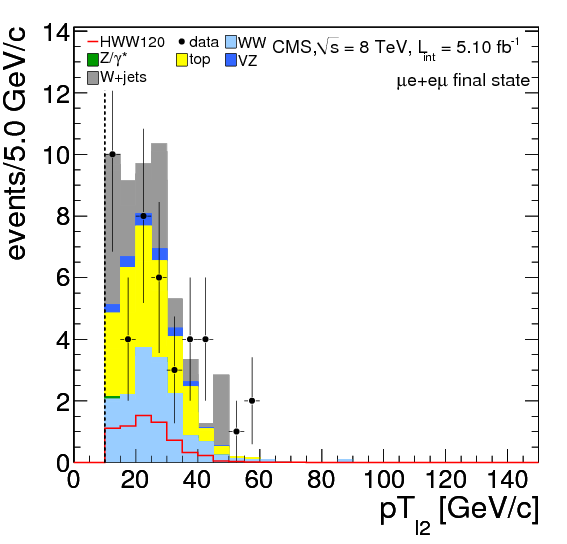 HWW120 data WW CMS,√s = 8 TeV, L_int = 5.10 fb⁻¹
Z/γ* top VZ
W+jets μe+eμ final state
events/5.0 GeV/c
14
12
10
8
6
4
2
0
0 20 40 60 80 100 120 140
pT_l2 [GeV/c]